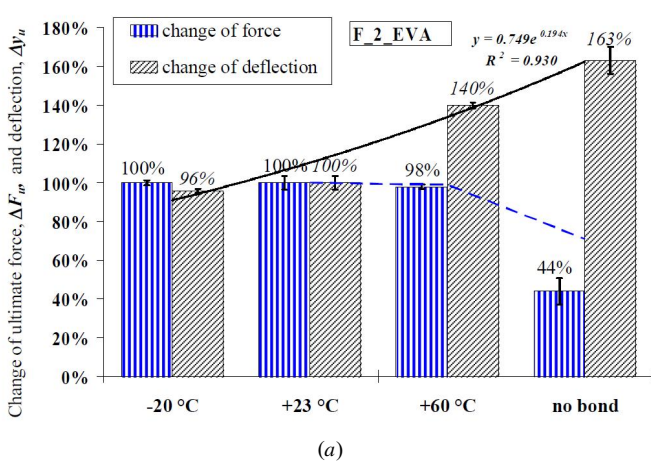 180%
160%
140%
120%
100%
80%
60%
40%
20%
0%
Change of ultimate force, ΔFu, and deflection, Δyu
change of force
change of deflection
F_2_EVA
y = 0.749e^0.194x
R² = 0.930
100%
96%
100%
100%
98%
140%
44%
163%
-20 °C
+23 °C
+60 °C
no bond
(a)